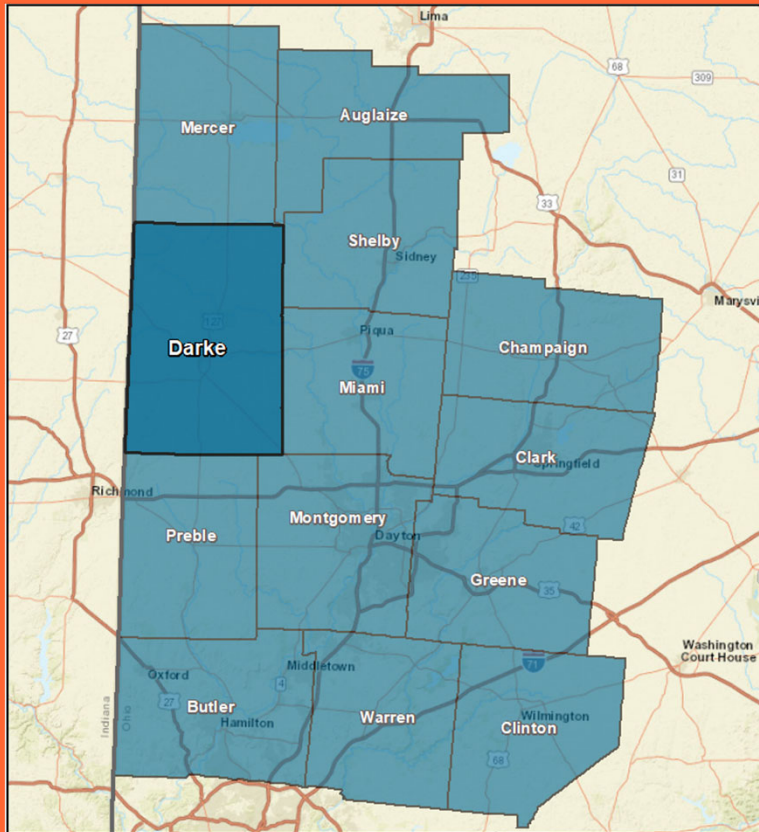 Lima
68
309
Mercer
Auglaize
31
33
Shelby
Sidney
Marysvi
127
27
Piqua
Darke
75
Miami
Champaign
Clark
Springfield
Richmond
42
Montgomery
Preble
Dayton
Greene
35
Washington
Court House
Middletown
71
Oxford
4
27
Butler
Hamilton
Warren
Wilmington
Clinton
Indiana
Ohio
68